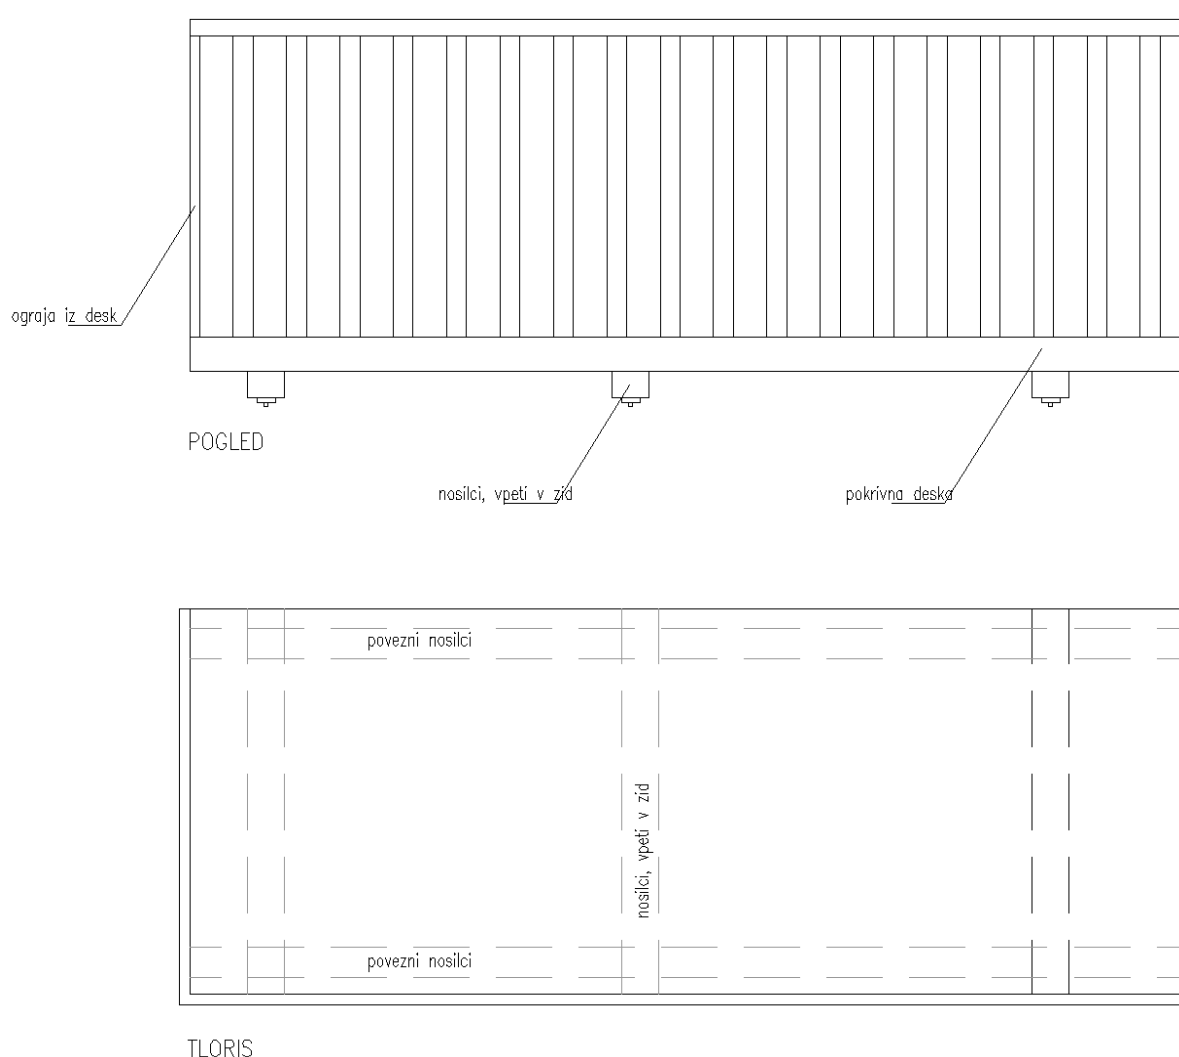 ograja iz desk
POGLED
nosilci, vpeti v zid
pokrivna deska
povezni nosilci
nosilci, vpeti v zid
povezni nosilci
TLORIS